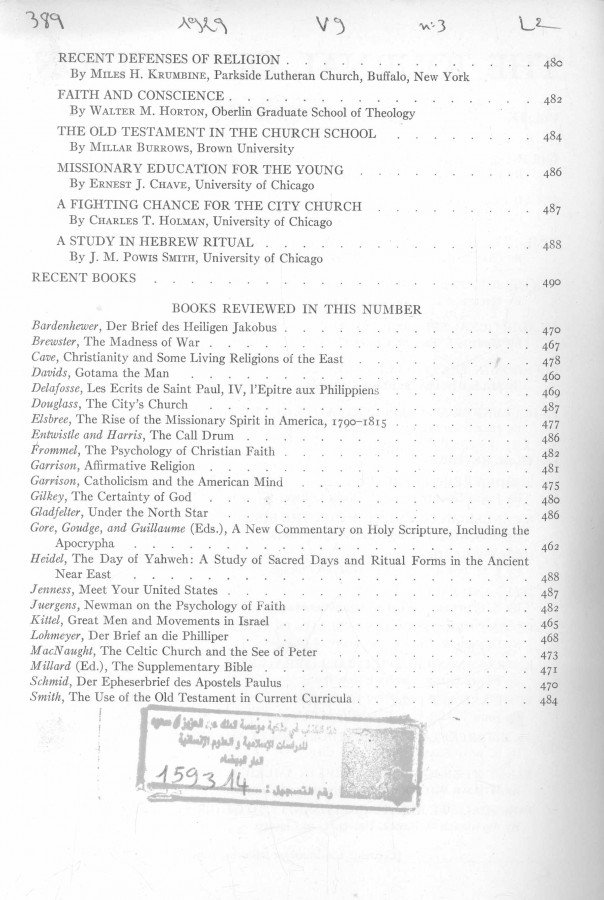 389 1929 V9 n:3 L2
RECENT DEFENSES OF RELIGION . . . . . . . . . . . . . 480
By MILES H. KRUMBINE, Parkside Lutheran Church, Buffalo, New York
FAITH AND CONSCIENCE . . . . . . . . . . . . . . . . 482
By WALTER M. HORTON, Oberlin Graduate School of Theology
THE OLD TESTAMENT IN THE CHURCH SCHOOL . . . . . . . 484
By MILLAR BURROWS, Brown University
MISSIONARY EDUCATION FOR THE YOUNG . . . . . . . . . 486
By ERNEST J. CHAVE, University of Chicago
A FIGHTING CHANCE FOR THE CITY CHURCH . . . . . . . . 487
By CHARLES T. HOLMAN, University of Chicago
A STUDY IN HEBREW RITUAL . . . . . . . . . . . . . . 488
By J. M. POWIS SMITH, University of Chicago
RECENT BOOKS . . . . . . . . . . . . . . . . . . . 490
BOOKS REVIEWED IN THIS NUMBER
Bardenhewer, Der Brief des Heiligen Jakobus . . . . . . . . . . . . . 470
Brewster, The Madness of War . . . . . . . . . . . . . . . . . 467
Cave, Christianity and Some Living Religions of the East . . . . . . . . . . 478
Davids, Gotama the Man . . . . . . . . . . . . . . . . . . 460
Delafosse, Les Ecrits de Saint Paul, IV, l'Epitre aux Philippiens . . . . . . . . 469
Douglass, The City's Church . . . . . . . . . . . . . . . . . 487
Elsbree, The Rise of the Missionary Spirit in America, 1790–1815 . . . . . . . . 477
Entwistle and Harris, The Call Drum . . . . . . . . . . . . . . . 486
Frommel, The Psychology of Christian Faith . . . . . . . . . . . . . 482
Garrison, Affirmative Religion . . . . . . . . . . . . . . . . . 481
Garrison, Catholicism and the American Mind . . . . . . . . . . . . . 475
Gilkey, The Certainty of God . . . . . . . . . . . . . . . . . 480
Gladfelter, Under the North Star . . . . . . . . . . . . . . . . 486
Gore, Goudge, and Guillaume (Eds.), A New Commentary on Holy Scripture, Including the
Apocrypha . . . . . . . . . . . . . . . . . . . . 462
Heidel, The Day of Yahweh: A Study of Sacred Days and Ritual Forms in the Ancient
Near East . . . . . . . . . . . . . . . . . . . . 488
Jenness, Meet Your United States . . . . . . . . . . . . . . . . 487
Juergens, Newman on the Psychology of Faith . . . . . . . . . . . . . 482
Kittel, Great Men and Movements in Israel . . . . . . . . . . . . . 465
Lohmeyer, Der Brief an die Philliper . . . . . . . . . . . . . . . 468
MacNaught, The Celtic Church and the See of Peter . . . . . . . . . . . 473
Millard (Ed.), The Supplementary Bible . . . . . . . . . . . . . . 471
Schmid, Der Epheserbrief des Apostels Paulus . . . . . . . . . . . . 470
Smith, The Use of the Old Testament in Current Curricula . . . . . . . . . 484
مؤسسة الملك عبد العزيز آل سعود
للدراسات الإسلامية و العلوم الإنسانية
الدار البيضاء
رقم التسجيل : 159314